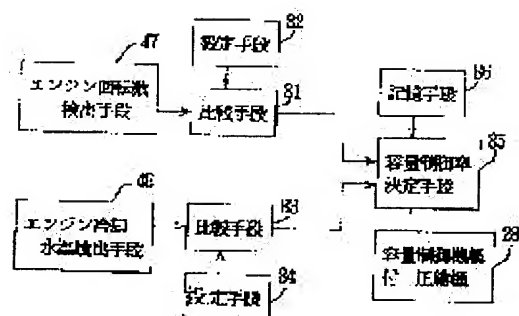 47
エンジン回転数
検出手段
82
設定手段
81
比較手段
86
記憶手段
85
容量制御率
決定手段
エンジン冷却
水温検出手段
83
比較手段
84
設定手段
28
容量制御機構
付 圧縮機